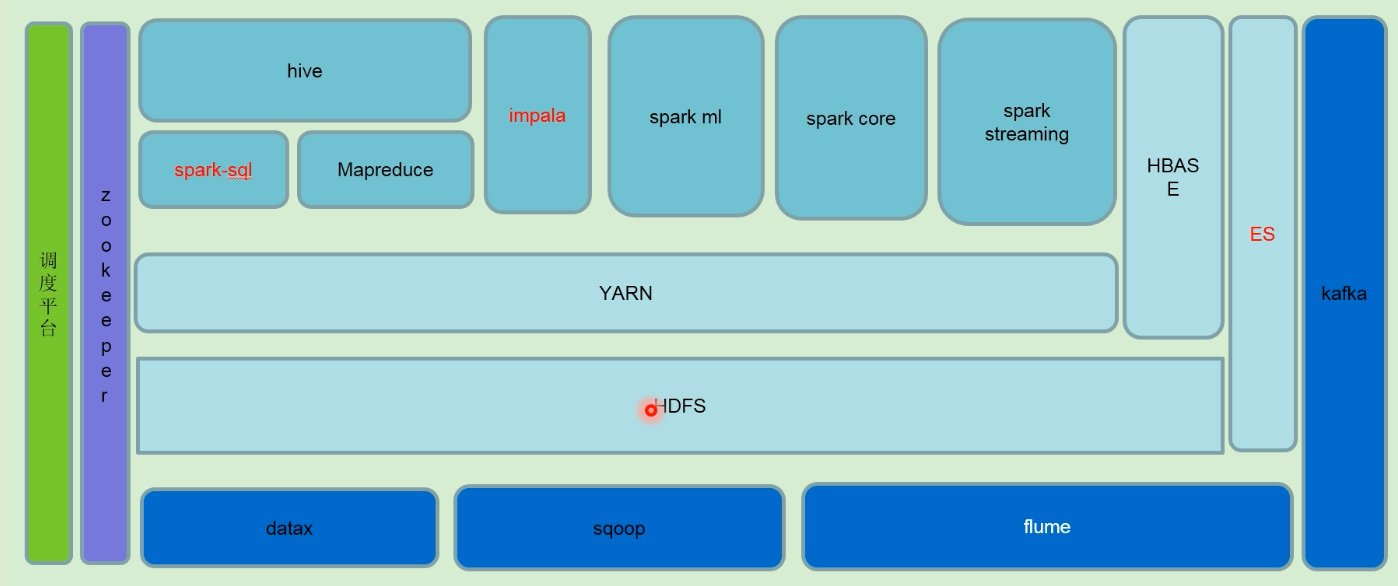 调度平台
zookeeper
hive
impala
spark ml
spark core
spark
streaming
HBAS
E
ES
kafka
spark-sql
Mapreduce
YARN
HDFS
datax
sqoop
flume